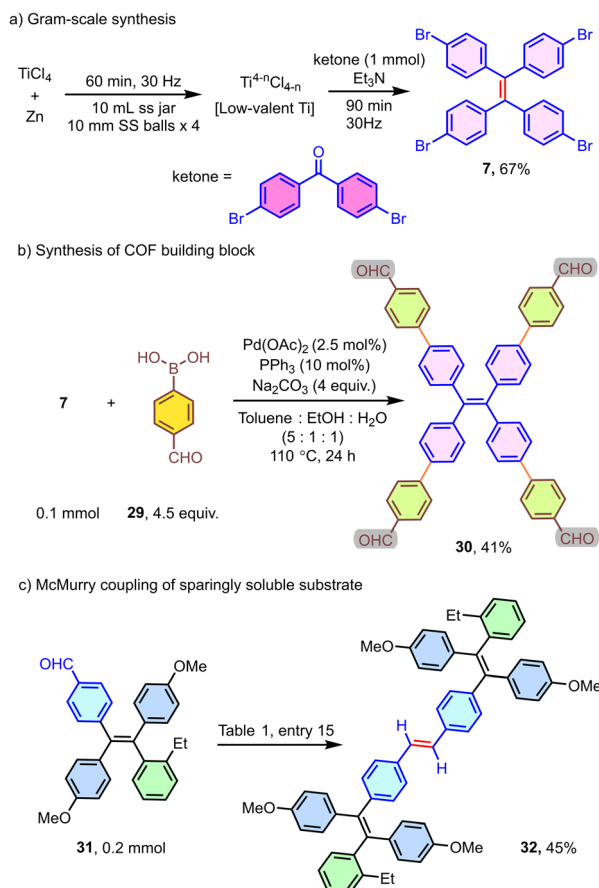 a) Gram-scale synthesis
TiCl4
+
Zn
60 min, 30 Hz
10 mL ss jar
10 mm SS balls x 4
Ti⁴⁻ⁿCl₄₋ₙ
[Low-valent Ti]
ketone (1 mmol)
Et₃N
90 min
30Hz
Br
Br
Br
Br
7, 67%
ketone =
O
Br
Br
b) Synthesis of COF building block
7
+
HO
OH
B
CHO
0.1 mmol
29, 4.5 equiv.
Pd(OAc)₂ (2.5 mol%)
PPh₃ (10 mol%)
Na₂CO₃ (4 equiv.)
Toluene : EtOH : H₂O
(5 : 1 : 1)
110 °C, 24 h
OHC
CHO
OHC
CHO
30, 41%
c) McMurry coupling of sparingly soluble substrate
OHC
OMe
Et
MeO
31, 0.2 mmol
Table 1, entry 15
Et
MeO
OMe
H
H
MeO
OMe
Et
32, 45%